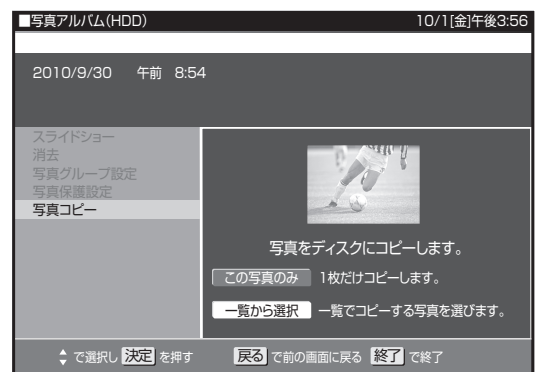 ■写真アルバム(HDD) 10/1[金]午後3:56
2010/9/30 午前 8:54
スライドショー
消去
写真グループ設定
写真保護設定
写真コピー
写真をディスクにコピーします。
この写真のみ 1枚だけコピーします。
一覧から選択 一覧でコピーする写真を選びます。
で選択し 決定 を押す 戻る で前の画面に戻る 終了 で終了